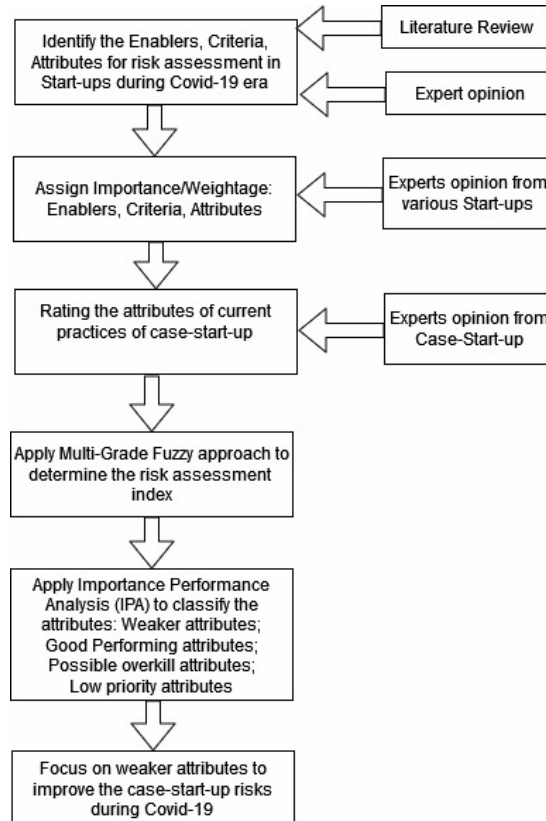 Identify the Enablers, Criteria,
Attributes for risk assessment in
Start-ups during Covid-19 era
Literature Review
Expert opinion
Assign Importance/Weightage:
Enablers, Criteria, Attributes
Experts opinion from
various Start-ups
Rating the attributes of current
practices of case-start-up
Experts opinion from
Case-Start-up
Apply Multi-Grade Fuzzy approach to
determine the risk assessment
index
Apply Importance Performance
Analysis (IPA) to classify the
attributes: Weaker attributes;
Good Performing attributes;
Possible overkill attributes;
Low priority attributes
Focus on weaker attributes to
improve the case-start-up risks
during Covid-19